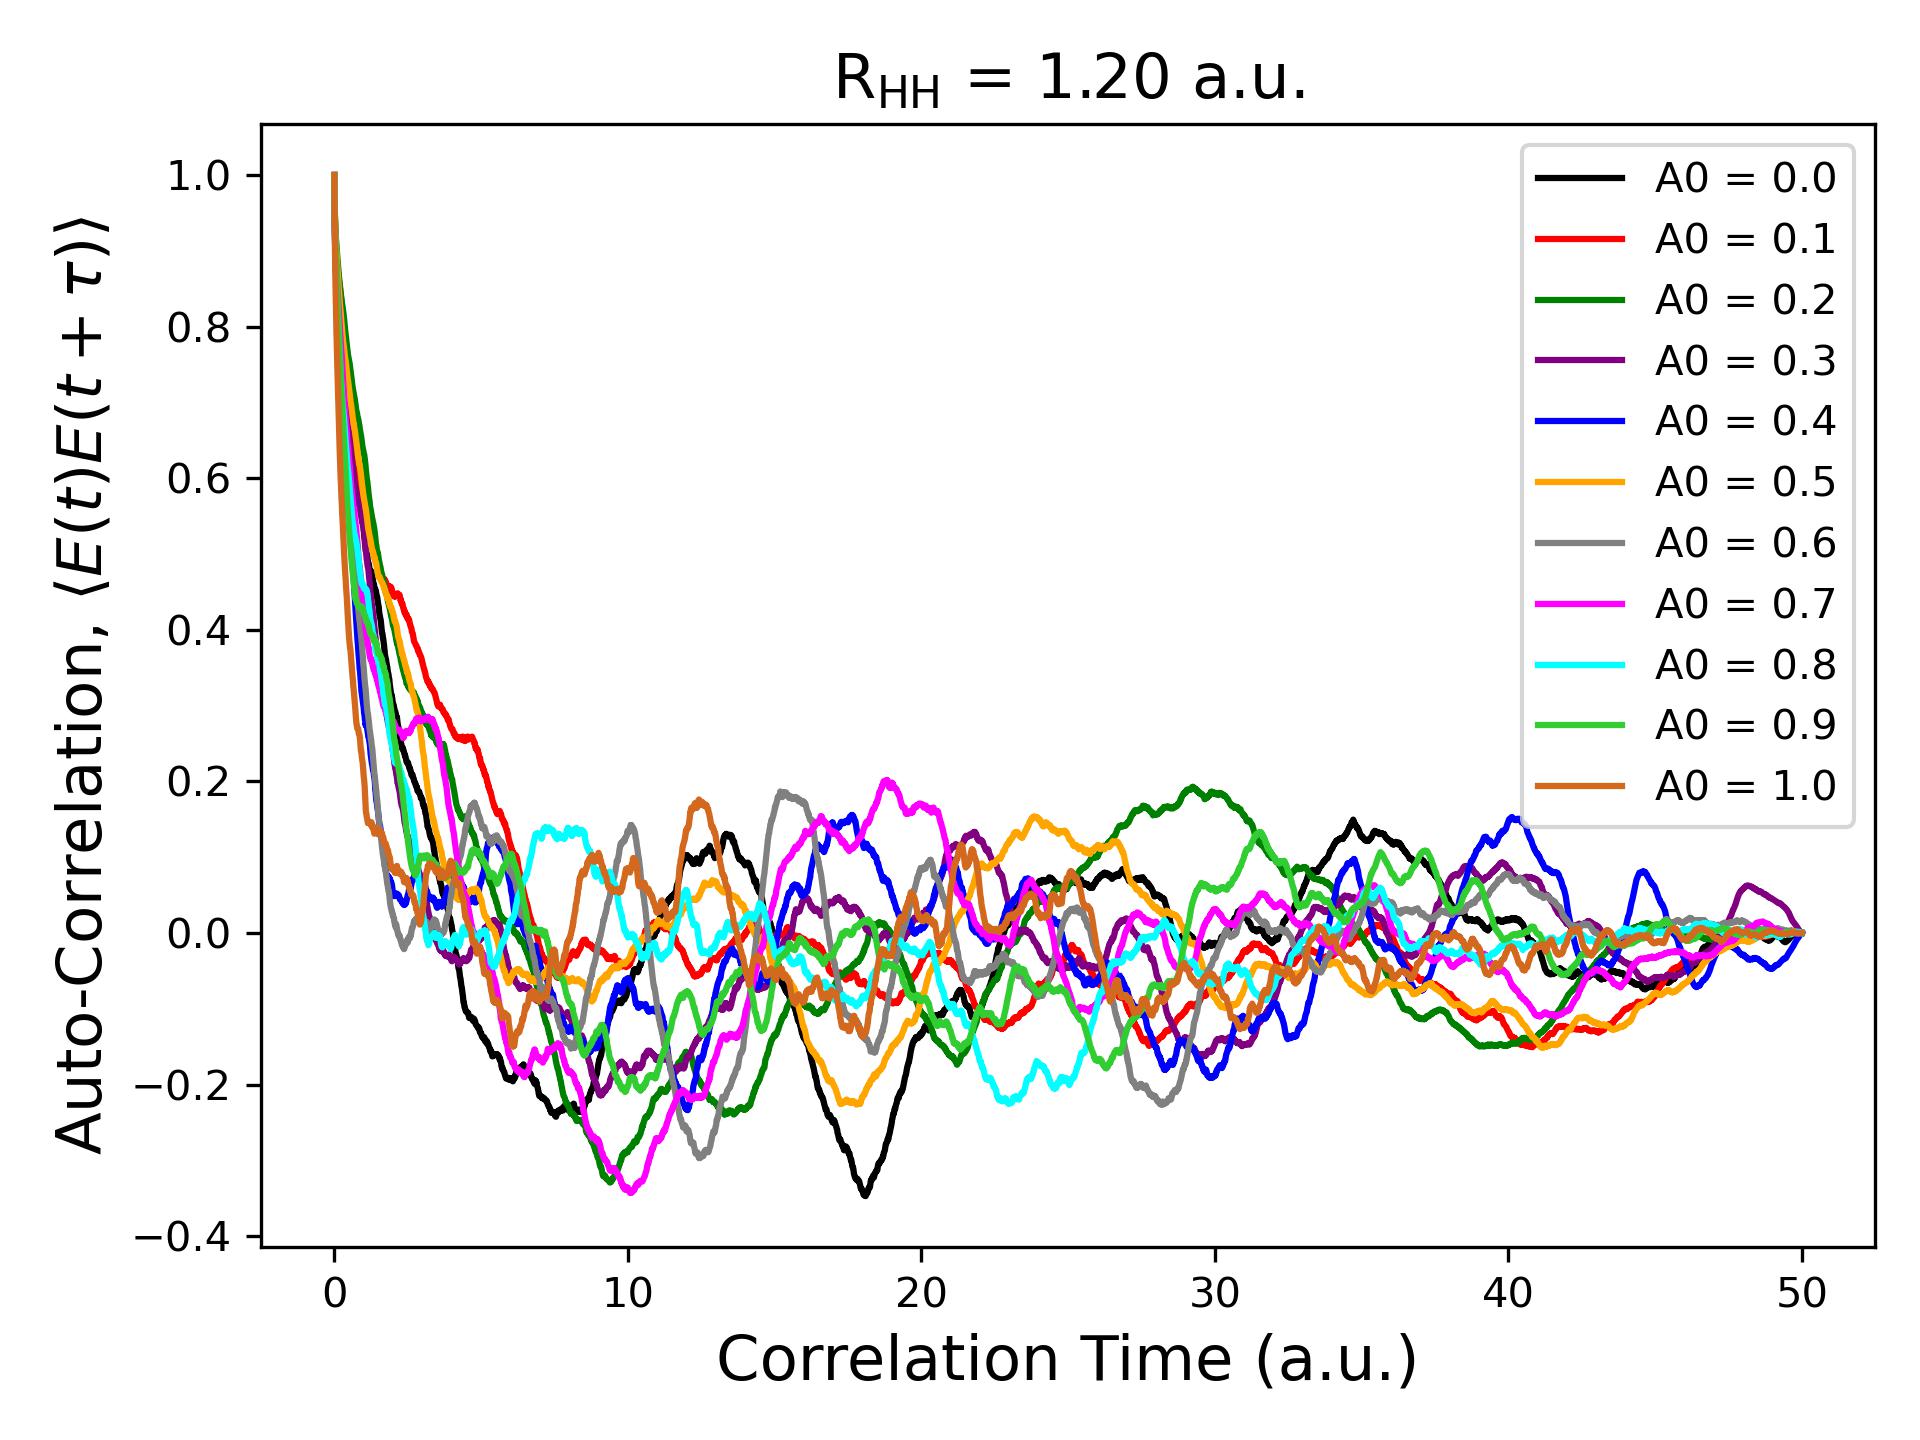 R_HH = 1.20 a.u.
Auto-Correlation, ⟨E(t)E(t + τ)⟩
1.0
0.8
0.6
0.4
0.2
0.0
−0.2
−0.4
A0 = 0.0
A0 = 0.1
A0 = 0.2
A0 = 0.3
A0 = 0.4
A0 = 0.5
A0 = 0.6
A0 = 0.7
A0 = 0.8
A0 = 0.9
A0 = 1.0
0 10 20 30 40 50
Correlation Time (a.u.)